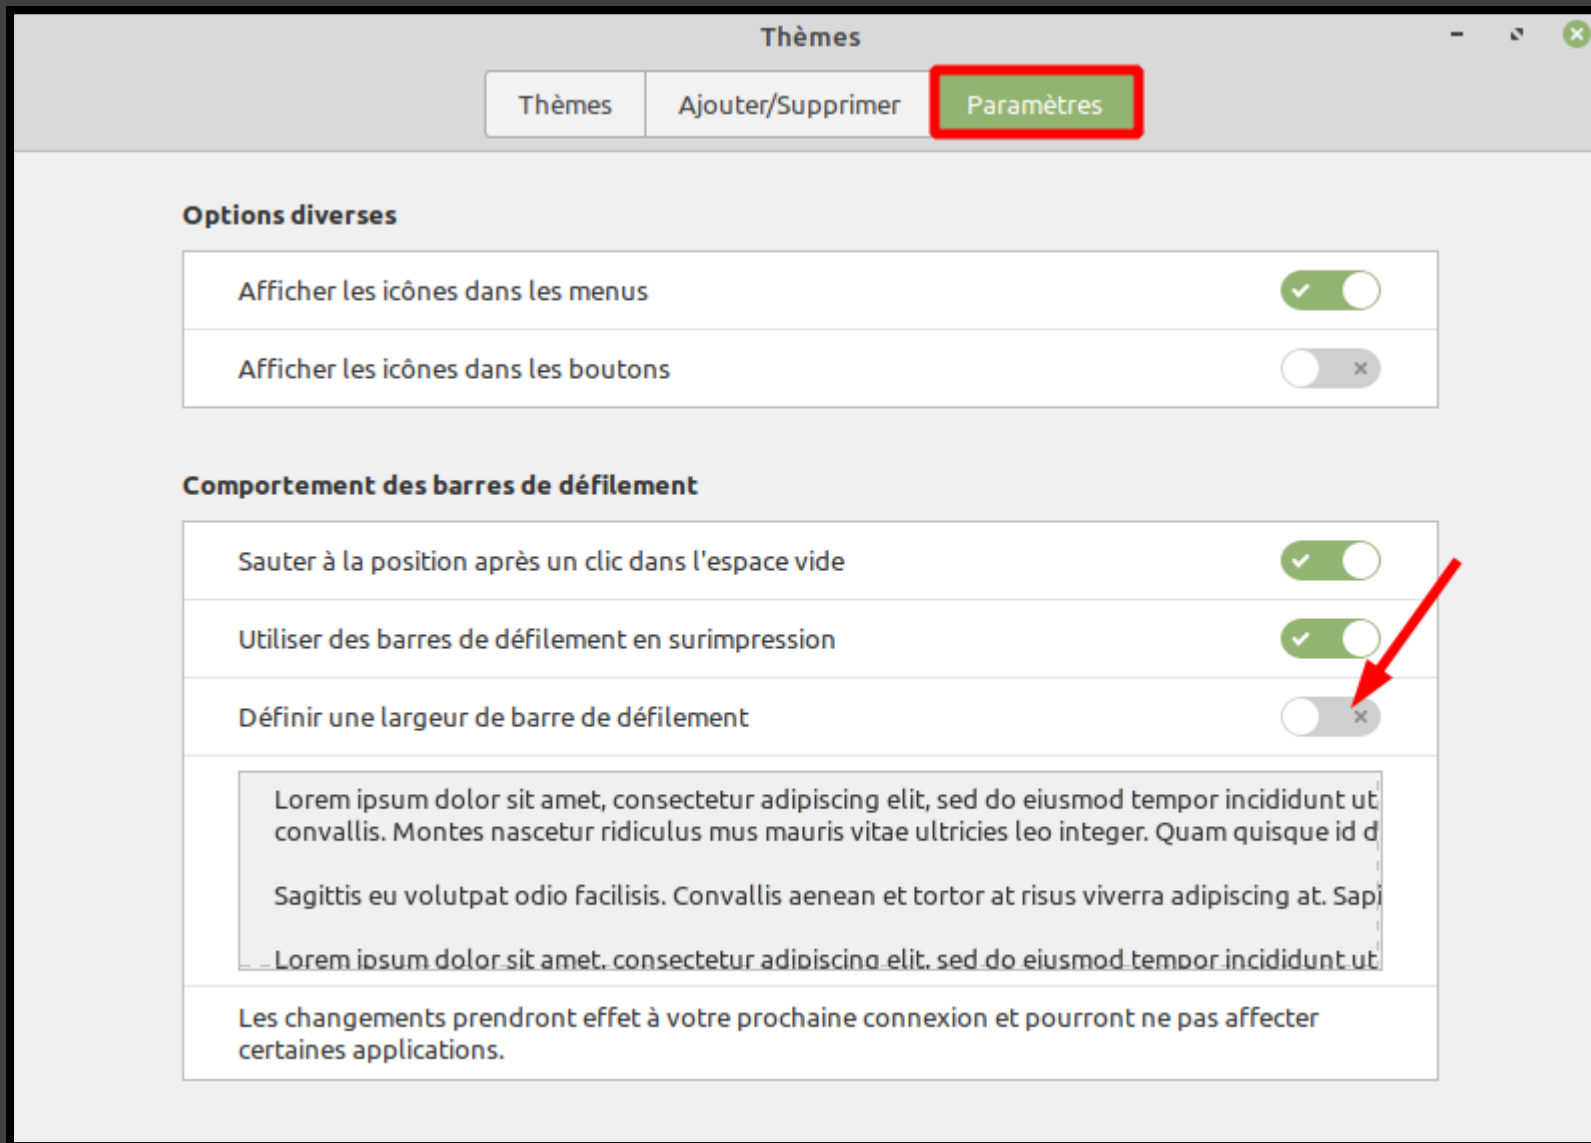 Thèmes
Thèmes
Ajouter/Supprimer
Paramètres
Options diverses
Afficher les icônes dans les menus
Afficher les icônes dans les boutons
Comportement des barres de défilement
Sauter à la position après un clic dans l'espace vide
Utiliser des barres de défilement en surimpression
Définir une largeur de barre de défilement
Lorem ipsum dolor sit amet, consectetur adipiscing elit, sed do eiusmod tempor incididunt ut
convallis. Montes nascetur ridiculus mus mauris vitae ultricies leo integer. Quam quisque id d
Sagittis eu volutpat odio facilisis. Convallis aenean et tortor at risus viverra adipiscing at. Sapi
Lorem ipsum dolor sit amet, consectetur adipiscing elit, sed do eiusmod tempor incididunt ut
Les changements prendront effet à votre prochaine connexion et pourront ne pas affecter
certaines applications.